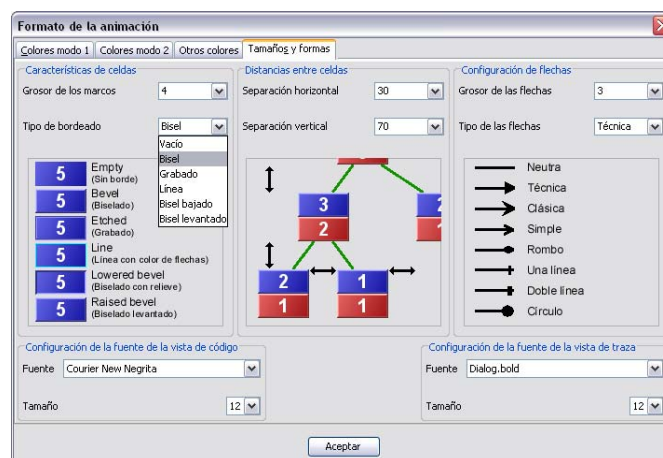 Formato de la animación
Colores modo 1
Colores modo 2
Otros colores
Tamaños y formas
Características de celdas
Grosor de los marcos
4
Tipo de bordeado
Bisel
Vacío
Bisel
Grabado
Línea
Bisel bajado
Bisel levantado
5
Empty
(Sin borde)
5
Bevel
(Biselado)
5
Etched
(Grabado)
5
Line
(Línea con color de flechas)
5
Lowered bevel
(Biselado con relieve)
5
Raised bevel
(Biselado levantado)
Distancias entre celdas
Separación horizontal
30
Separación vertical
70
3
2
2
1
2
1
1
1
Configuración de flechas
Grosor de las flechas
3
Tipo de las flechas
Técnica
Neutra
Técnica
Clásica
Simple
Rombo
Una línea
Doble línea
Círculo
Configuración de la fuente de la vista de código
Fuente
Courier New Negrita
Tamaño
12
Configuración de la fuente de la vista de traza
Fuente
Dialog.bold
Tamaño
12
Aceptar